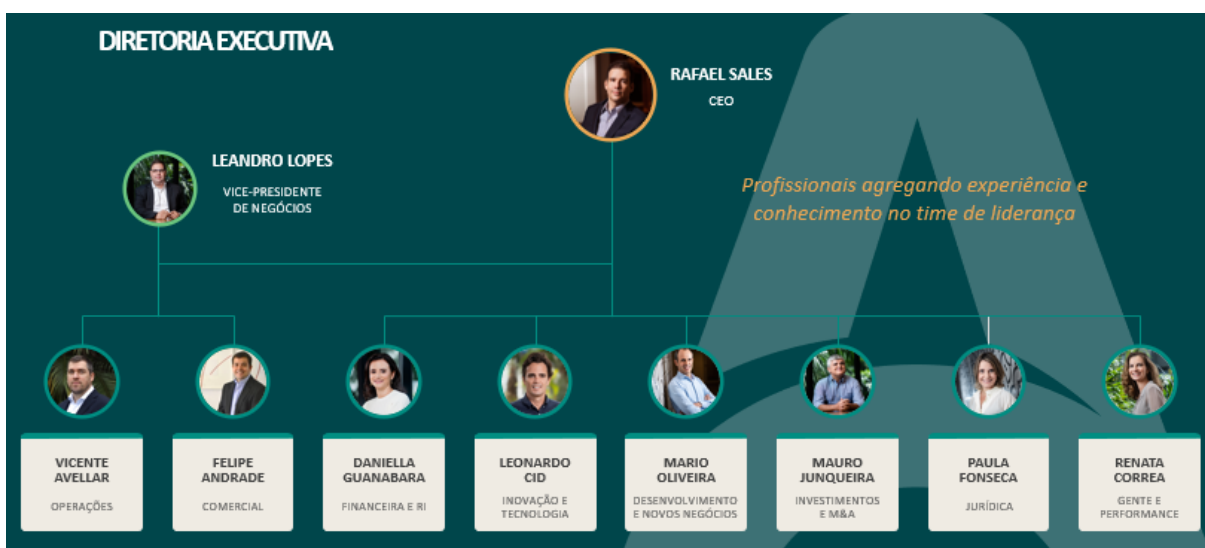 DIRETORIA EXECUTIVA
RAFAEL SALES
CEO
LEANDRO LOPES
VICE-PRESIDENTE
DE NEGÓCIOS
Profissionais agregando experiência e
conhecimento no time de liderança
VICENTE
AVELLAR
OPERAÇÕES
FELIPE
ANDRADE
COMERCIAL
DANIELLA
GUANABARA
FINANCEIRA E RI
LEONARDO
CID
INOVAÇÃO E
TECNOLOGIA
MARIO
OLIVEIRA
DESENVOLVIMENTO
E NOVOS NEGÓCIOS
MAURO
JUNQUEIRA
INVESTIMENTOS
E M&A
PAULA
FONSECA
JURÍDICA
RENATA
CORREA
GENTE E
PERFORMANCE